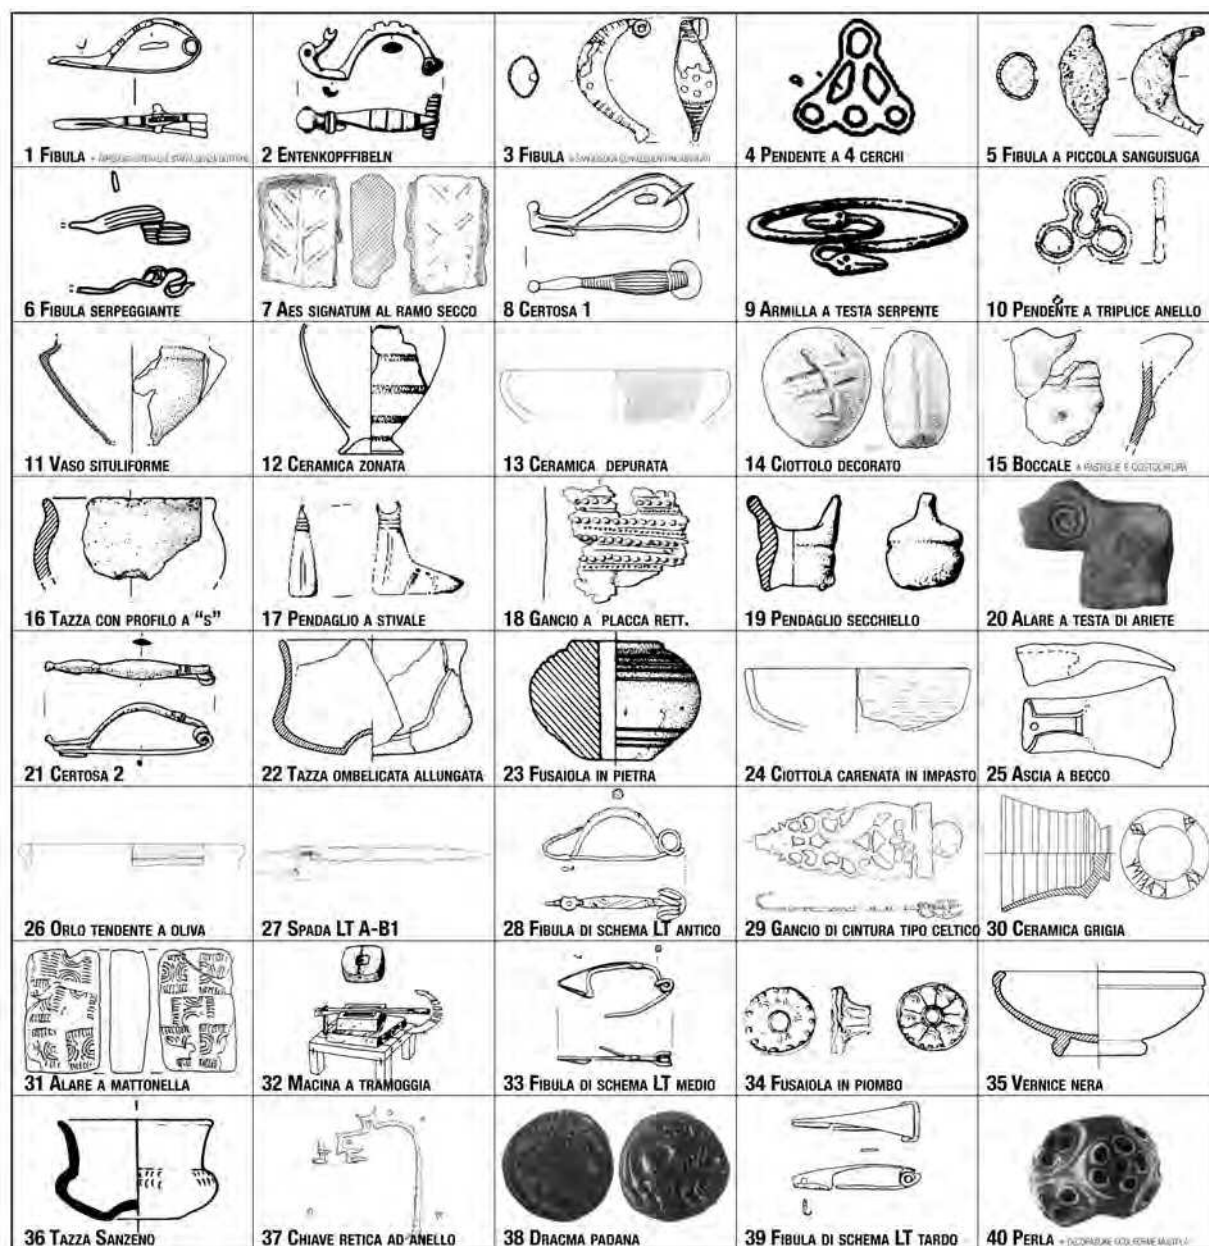 1 FIBULA
2 ENTENKOPFFIBELN
3 FIBULA
4 PENDENTE A 4 CERCHI
5 FIBULA A PICCOLA SANGUISUGA
6 FIBULA SERPEGGIANTE
7 AES SIGNATUM AL RAMO SECCO
8 CERTOSA 1
9 ARMILLA A TESTA SERPENTE
10 PENDENTE A TRIPLICE ANELLO
11 VASO SITULIFORME
12 CERAMICA ZONATA
13 CERAMICA DEPURATA
14 CIOTTOLO DECORATO
15 BOCCALE A PASTIGLIE E COSTOLATURA
16 TAZZA CON PROFILO A "S"
17 PENDAGLIO A STIVALE
18 GANCIO A PLACCA RETT.
19 PENDAGLIO SECCHIELLO
20 ALARE A TESTA DI ARIETE
21 CERTOSA 2
22 TAZZA OMBELICATA ALLUNGATA
23 FUSAIOLA IN PIETRA
24 CIOTTOLA CARENATA IN IMPASTO
25 ASCIA A BECCO
26 ORLO TENDENTE A OLIVA
27 SPADA LT A-B1
28 FIBULA DI SCHEMA LT ANTICO
29 GANCIO DI CINTURA TIPO CELTICO
30 CERAMICA GRIGIA
31 ALARE A MATTONELLA
32 MACINA A TRAMOGGIA
33 FIBULA DI SCHEMA LT MEDIO
34 FUSAIOLA IN PIOMBO
35 VERNICE NERA
36 TAZZA SANZENO
37 CHIAVE RETICA AD ANELLO
38 DRACMA PADANA
39 FIBULA DI SCHEMA LT TARDO
40 PERLA